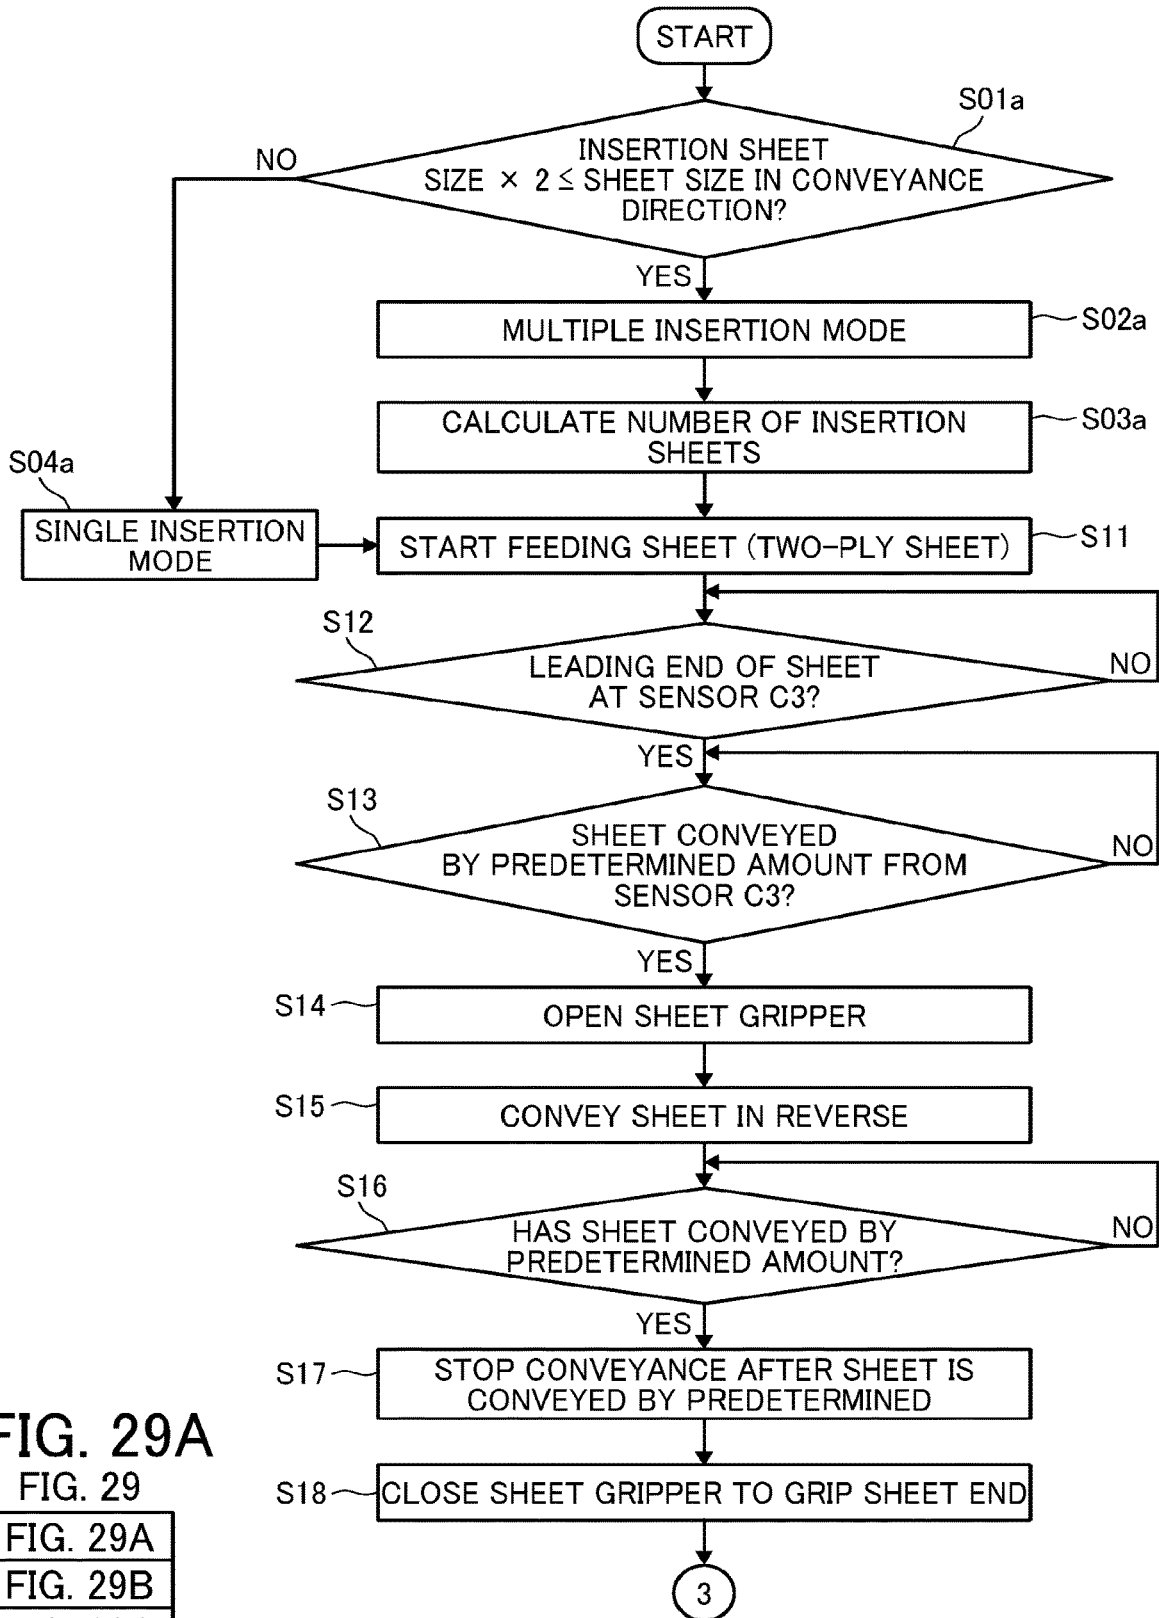 START
S01a
INSERTION SHEET
SIZE × 2 ≤ SHEET SIZE IN CONVEYANCE
DIRECTION?
NO
YES
MULTIPLE INSERTION MODE
S02a
CALCULATE NUMBER OF INSERTION
SHEETS
S03a
S04a
SINGLE INSERTION
MODE
START FEEDING SHEET (TWO-PLY SHEET)
S11
S12
LEADING END OF SHEET
AT SENSOR C3?
NO
YES
S13
SHEET CONVEYED
BY PREDETERMINED AMOUNT FROM
SENSOR C3?
NO
YES
S14
OPEN SHEET GRIPPER
S15
CONVEY SHEET IN REVERSE
S16
HAS SHEET CONVEYED BY
PREDETERMINED AMOUNT?
NO
YES
S17
STOP CONVEYANCE AFTER SHEET IS
CONVEYED BY PREDETERMINED
S18
CLOSE SHEET GRIPPER TO GRIP SHEET END
3
FIG. 29A
FIG. 29
FIG. 29A
FIG. 29B